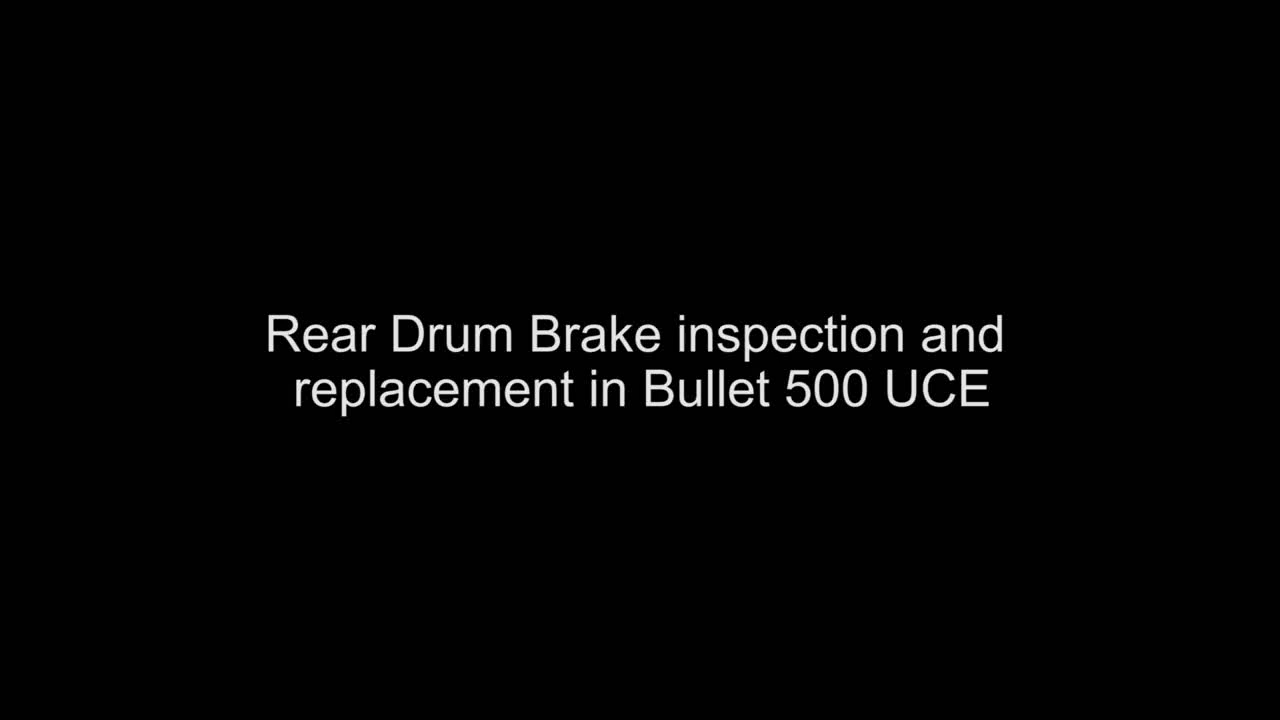 Rear Drum Brake inspection and
replacement in Bullet 500 UCE